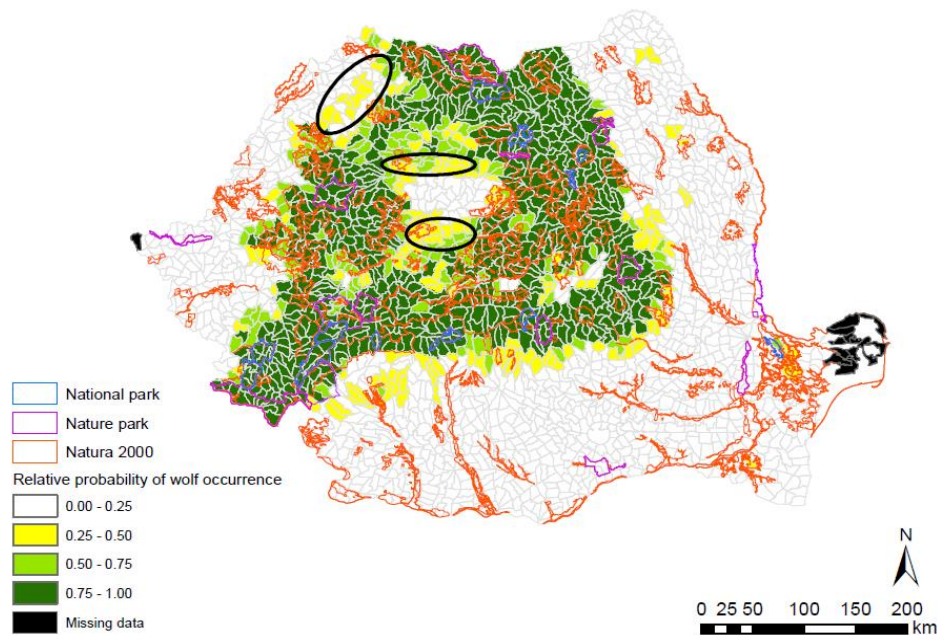 National park
Nature park
Natura 2000
Relative probability of wolf occurrence
0.00 - 0.25
0.25 - 0.50
0.50 - 0.75
0.75 - 1.00
Missing data
N
0 25 50 100 150 200
km